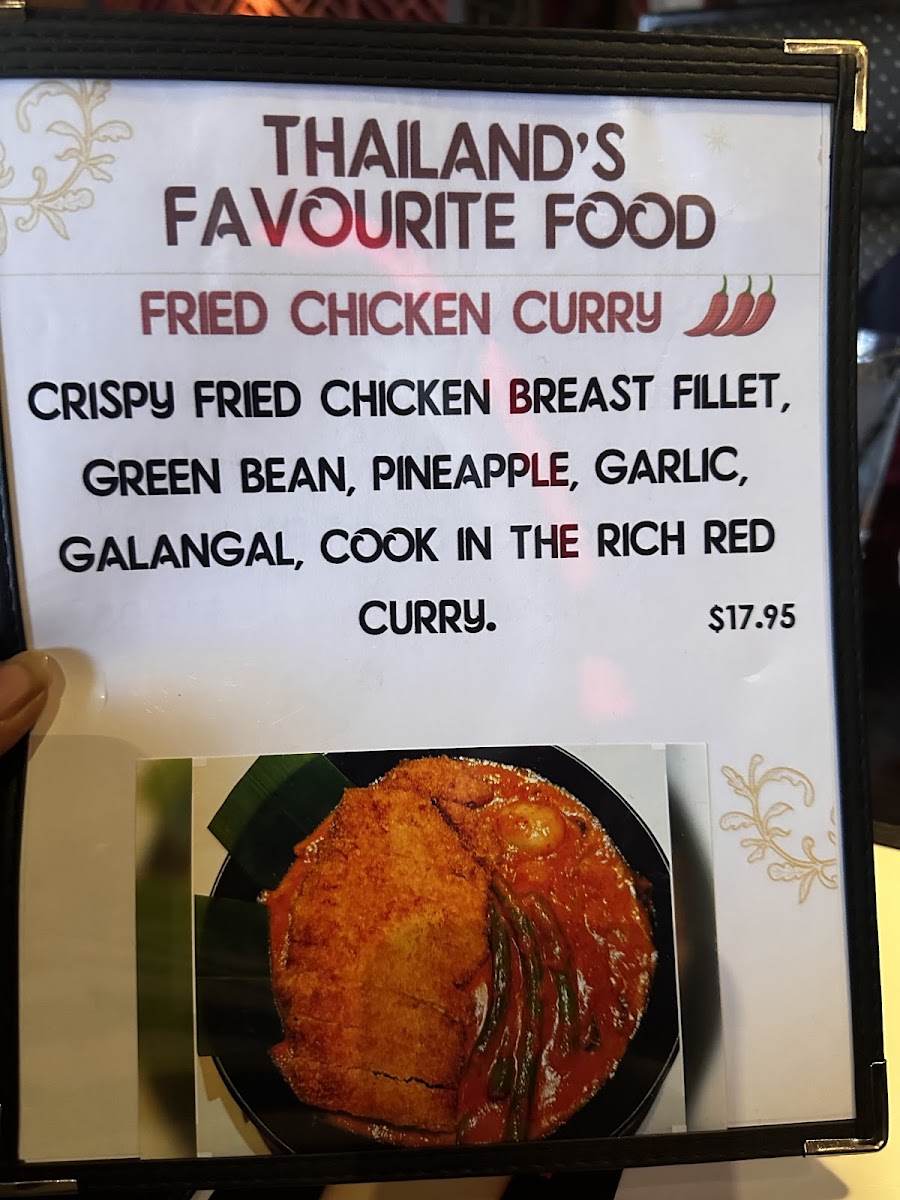 THAILAND'S
FAVOURITE FOOD
FRIED CHICKEN CURRY
CRISPY FRIED CHICKEN BREAST FILLET,
GREEN BEAN, PINEAPPLE, GARLIC,
GALANGAL, COOK IN THE RICH RED
CURRY.
$17.95